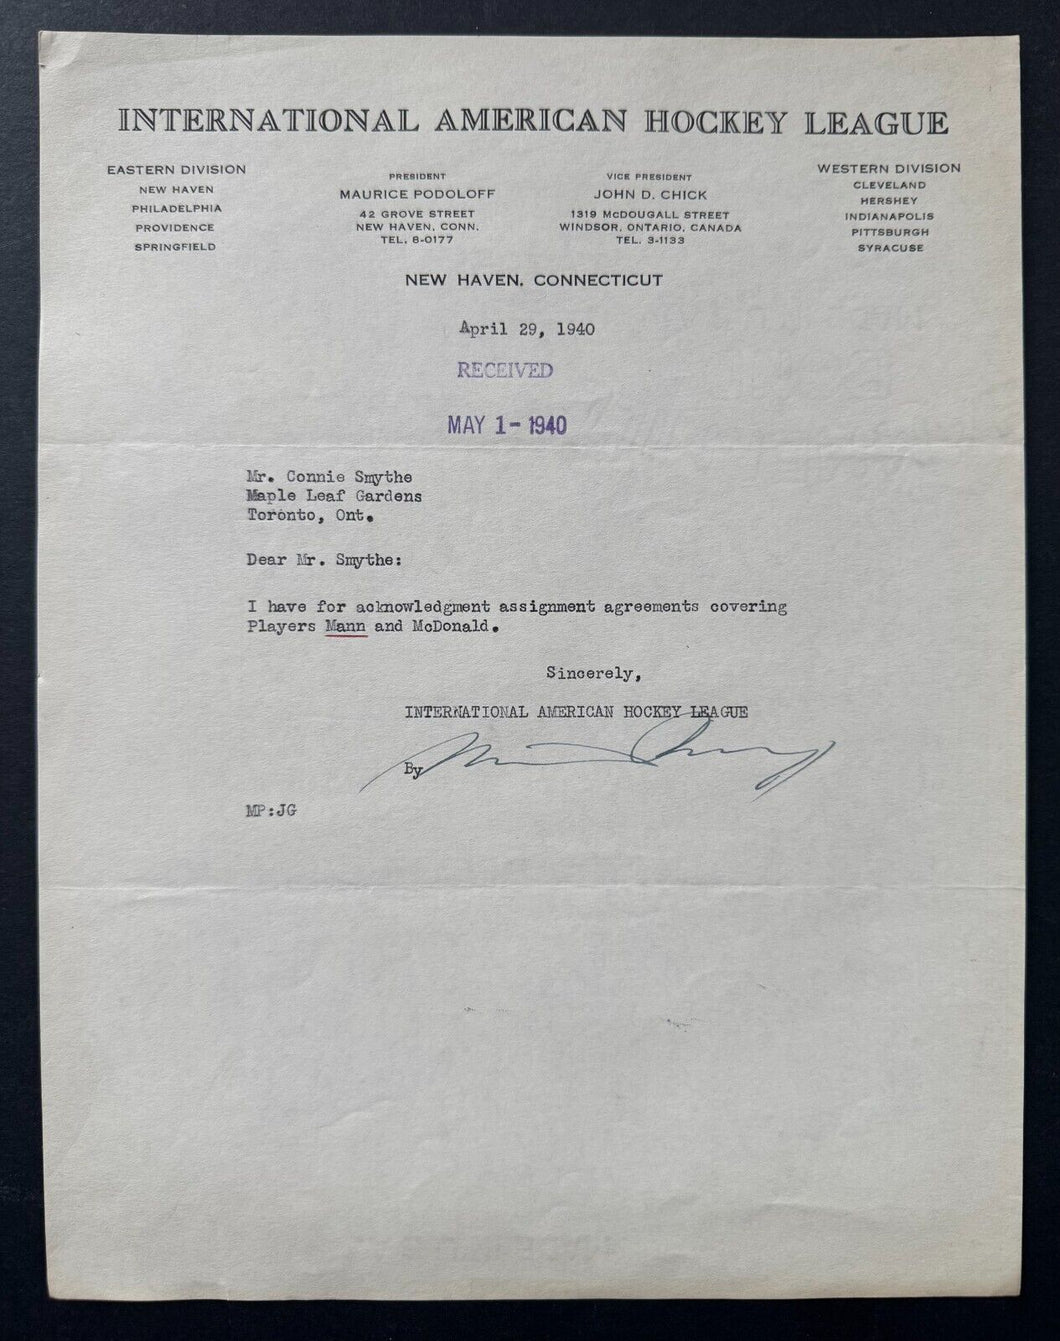 INTERNATIONAL AMERICAN HOCKEY LEAGUE
EASTERN DIVISION
NEW HAVEN
PHILADELPHIA
PROVIDENCE
SPRINGFIELD
PRESIDENT
MAURICE PODOLOFF
42 GROVE STREET
NEW HAVEN, CONN.
TEL. 8-0177
VICE PRESIDENT
JOHN D. CHICK
1319 McDOUGALL STREET
WINDSOR, ONTARIO, CANADA
TEL. 3-1133
WESTERN DIVISION
CLEVELAND
HERSHEY
INDIANAPOLIS
PITTSBURGH
SYRACUSE
NEW HAVEN, CONNECTICUT
April 29, 1940
RECEIVED
MAY 1 - 1940
Mr. Connie Smythe
Maple Leaf Gardens
Toronto, Ont.
Dear Mr. Smythe:
I have for acknowledgment assignment agreements covering
Players Mann and McDonald.
Sincerely,
INTERNATIONAL AMERICAN HOCKEY LEAGUE
By
MP:JG